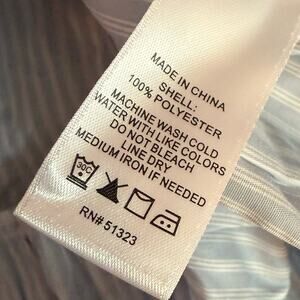 MADE IN CHINA
SHELL:
100% POLYESTER
MACHINE WASH COLD
WATER WITH LIKE COLORS
DO NOT BLEACH
LINE DRY
MEDIUM IRON IF NEEDED
30C
RN# 51323